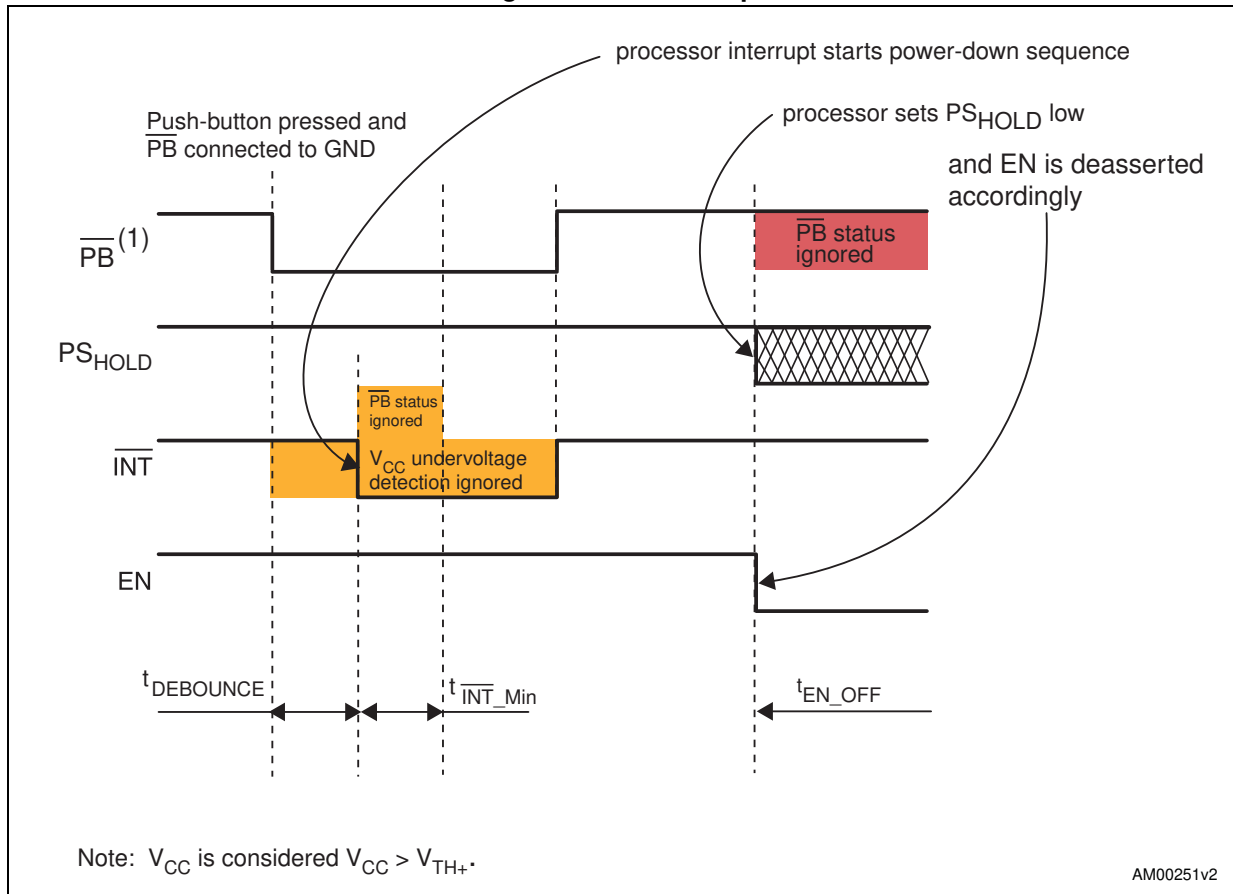 processor interrupt starts power-down sequence
processor sets PSHOLD low
and EN is deasserted
accordingly
Push-button pressed and
PB connected to GND
PB(1)
PB status
ignored
PSHOLD
PB status
ignored
INT
VCC undervoltage
detection ignored
EN
tDEBOUNCE
tINT_Min
tEN_OFF
Note: VCC is considered VCC > VTH+.
AM00251v2